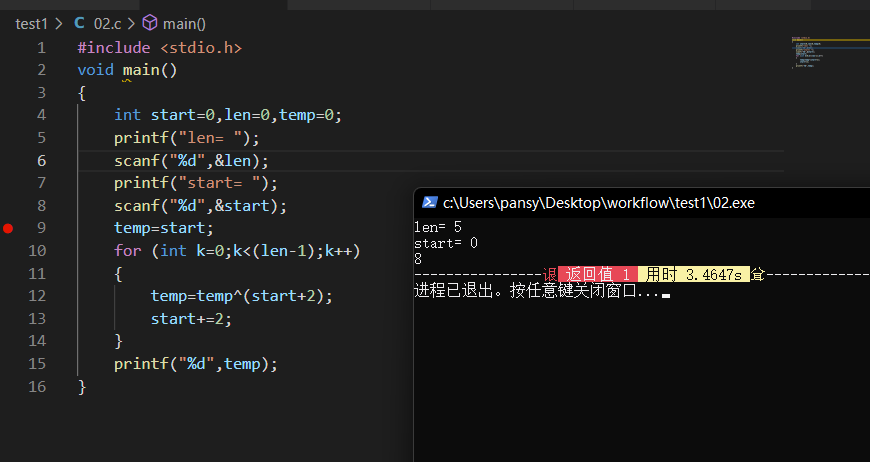 test1 > C 02.c > main()
1 #include <stdio.h>
2 void main()
3 {
4 int start=0,len=0,temp=0;
5 printf("len= ");
6 scanf("%d",&len);
7 printf("start= ");
8 scanf("%d",&start);
9 temp=start;
10 for (int k=0;k<(len-1);k++)
11 {
12 temp=temp^(start+2);
13 start+=2;
14 }
15 printf("%d",temp);
16 }
c:\Users\pansy\Desktop\workflow\test1\02.exe
len= 5
start= 0
8
----------------退 返回值 1 用时 3.4647s --------------
进程已退出。按任意键关闭窗口...